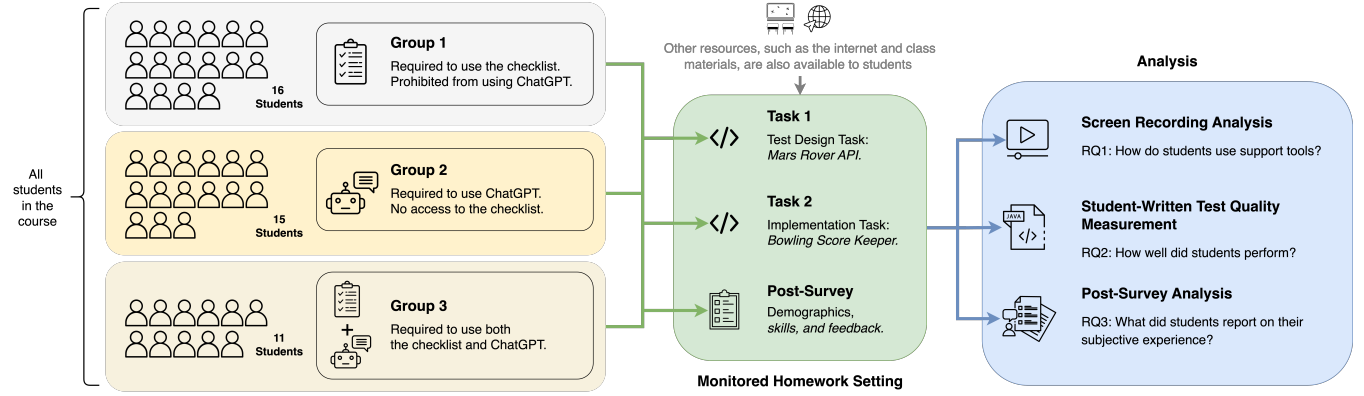 All
students
in the
course
16
Students
Group 1
Required to use the checklist.
Prohibited from using ChatGPT.
15
Students
Group 2
Required to use ChatGPT.
No access to the checklist.
11
Students
+
Group 3
Required to use both
the checklist and ChatGPT.
Other resources, such as the internet and class
materials, are also available to students
</> Task 1
Test Design Task:
Mars Rover API.
</> Task 2
Implementation Task:
Bowling Score Keeper.
Post-Survey
Demographics,
skills, and feedback.
Monitored Homework Setting
Analysis
Screen Recording Analysis
RQ1: How do students use support tools?
JAVA
</>
Student-Written Test Quality
Measurement
RQ2: How well did students perform?
Post-Survey Analysis
RQ3: What did students report on their
subjective experience?